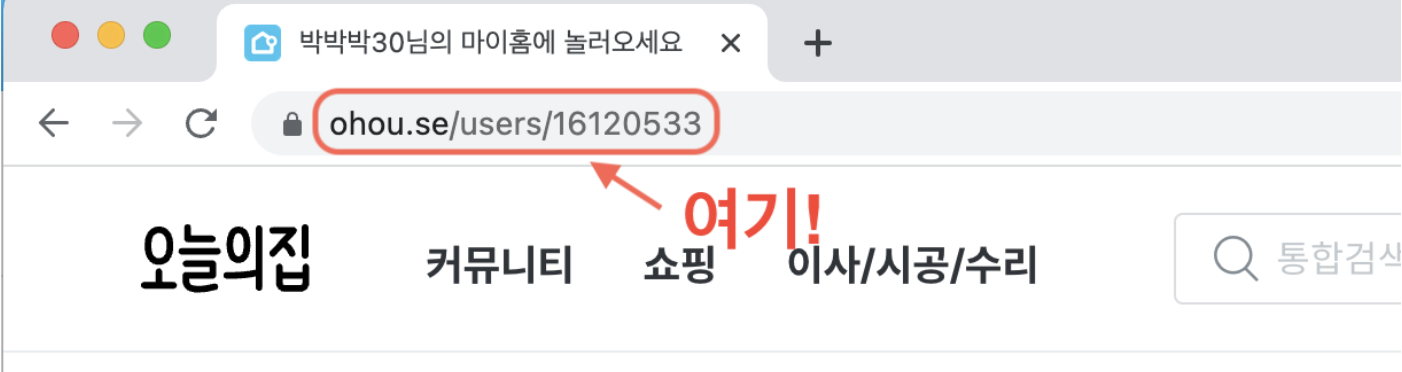 박박박30님의 마이홈에 놀러오세요
ohou.se/users/16120533
여기!
오늘의집 커뮤니티 쇼핑 이사/시공/수리 통합검색